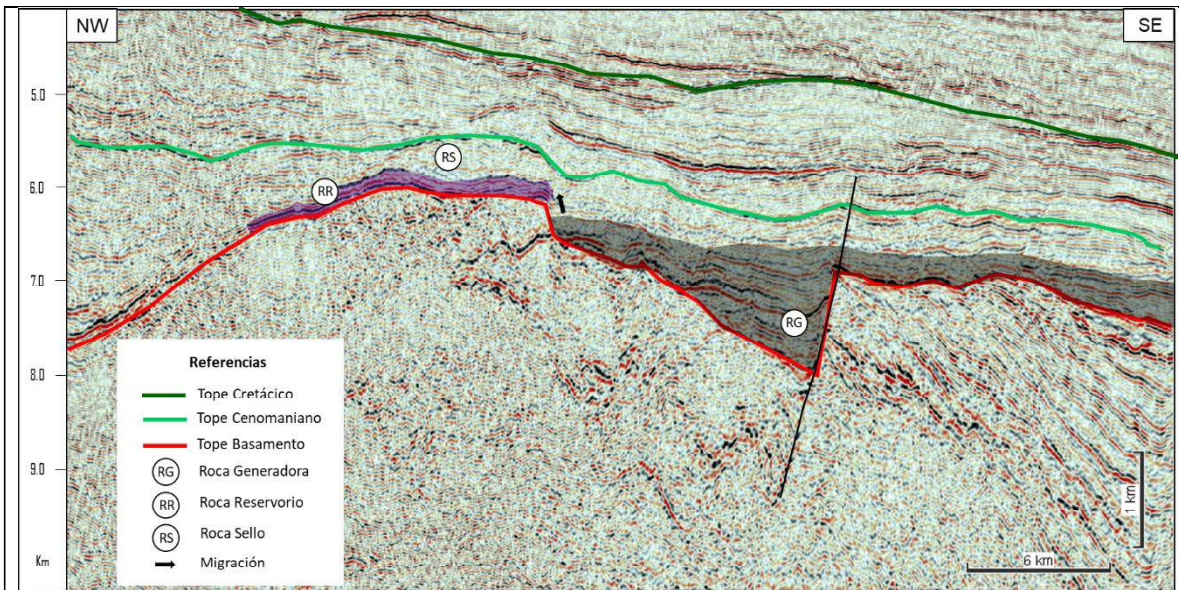 NW
SE
5.0
6.0
7.0
8.0
9.0
Km
RS
RR
RG
Referencias
Tope Cretácico
Tope Cenomaniano
Tope Basamento
RG Roca Generadora
RR Roca Reservorio
RS Roca Sello
Migración
1 km
6 km